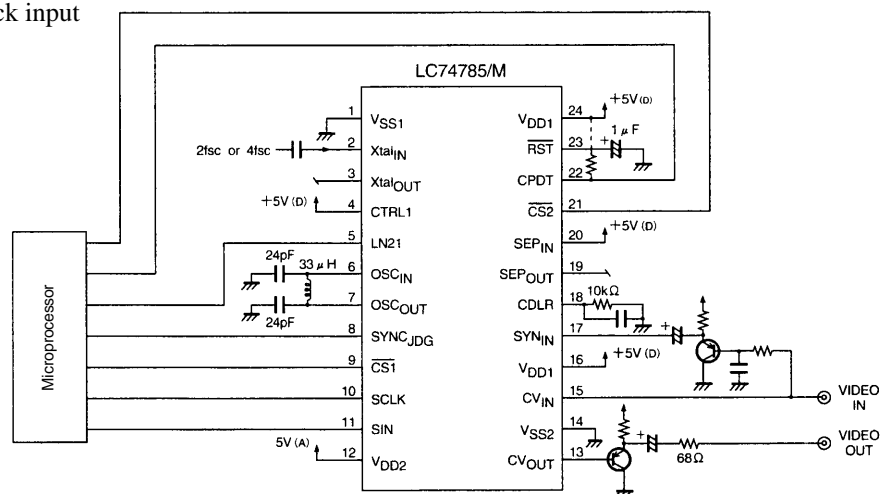 ck input
LC74785/M
Microprocessor
1 VSS1
2fsc or 4fsc 2 XtalIN
3 XtalOUT
+5V (D) 4 CTRL1
5 LN21
24pF 33 μH 6 OSCIN
24pF 7 OSCOUT
8 SYNCJDG
9 CS1
10 SCLK
11 SIN
5V (A) 12 VDD2
VDD1 24 +5V (D)
RST 23 1 μF
CPDT 22
CS2 21
SEPIN 20 +5V (D)
SEPOUT 19
CDLR 18 10kΩ
SYNIN 17 +
VDD1 16 +5V (D)
CVIN 15 VIDEO IN
VSS2 14
CVOUT 13 + 68Ω VIDEO OUT